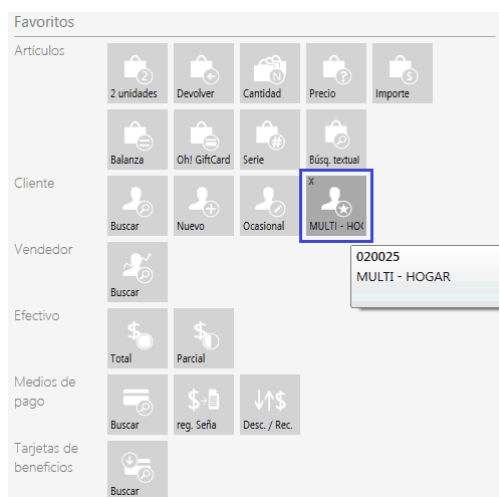 Favoritos
Artículos
2 unidades Devolver Cantidad Precio Importe
Balanza Oh! GiftCard Serie Búsq. textual
Cliente
X
Buscar Nuevo Ocasional MULTI - HO
020025
MULTI - HOGAR
Vendedor
Buscar
Efectivo
Total Parcial
Medios de
pago
Buscar reg. Seña Desc. / Rec.
Tarjetas de
beneficios
Buscar